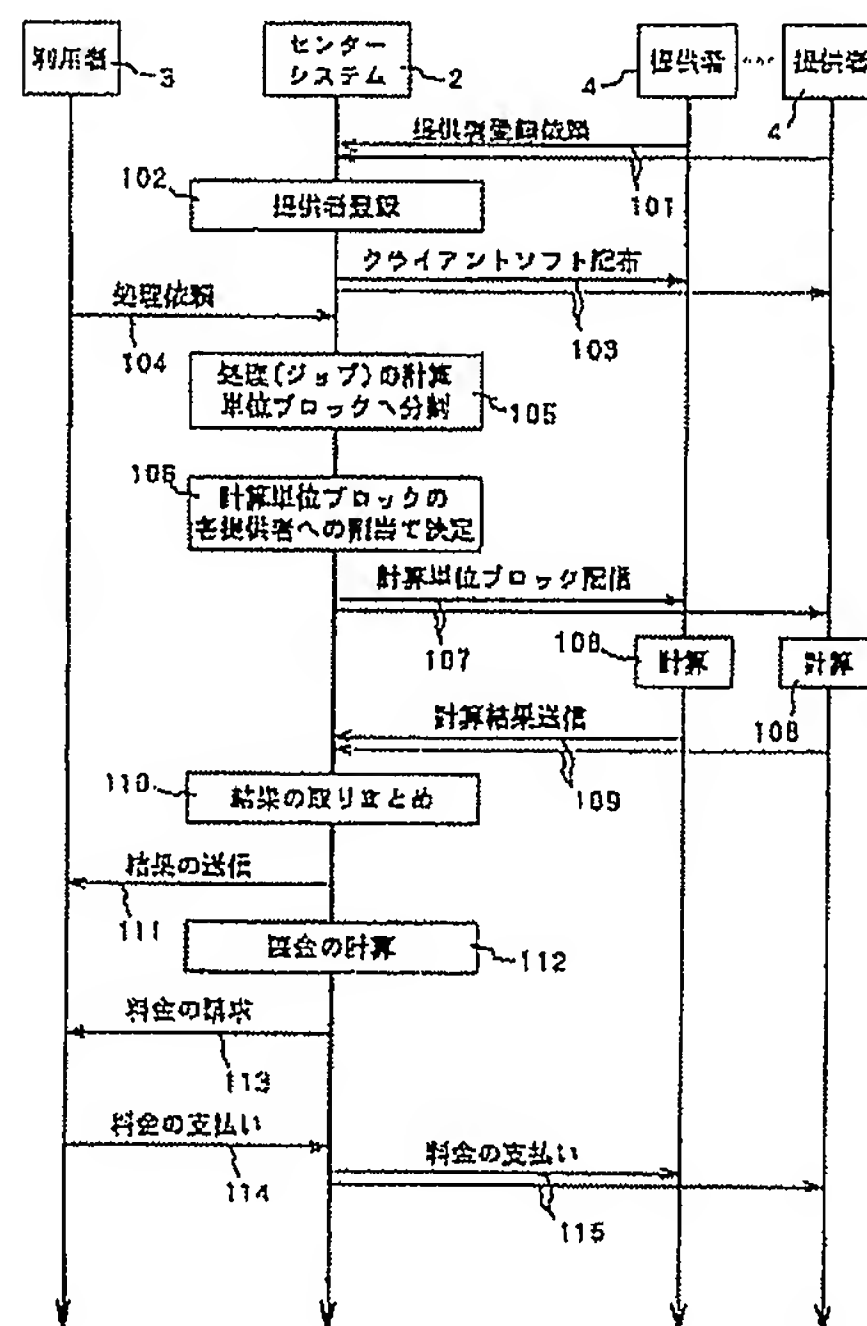 利用者
3
センター
システム
2
4
提供者
提供者
4
提供者登録依頼
101
102
提供者登録
クライアントソフト配布
103
処理依頼
104
処理(ジョブ)の計算
単位ブロックへ分割
105
106
計算単位ブロックの
各提供者への割当て決定
計算単位ブロック配信
107
108
計算
計算
108
計算結果送信
109
110
結果の取りまとめ
結果の送信
111
課金の計算
112
料金の請求
113
料金の支払い
114
料金の支払い
115